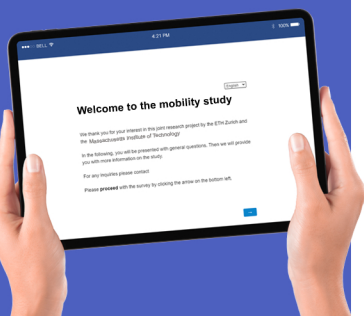 BELL
4:21 PM
100%
English
Welcome to the mobility study
We thank you for your interest in this joint research project by the ETH Zurich and
the Massachusetts Institute of Technology
In the following, you will be presented with general questions. Then we will provide
you with more information on the study.
For any inquiries please contact
Please proceed with the survey by clicking the arrow on the bottom left.